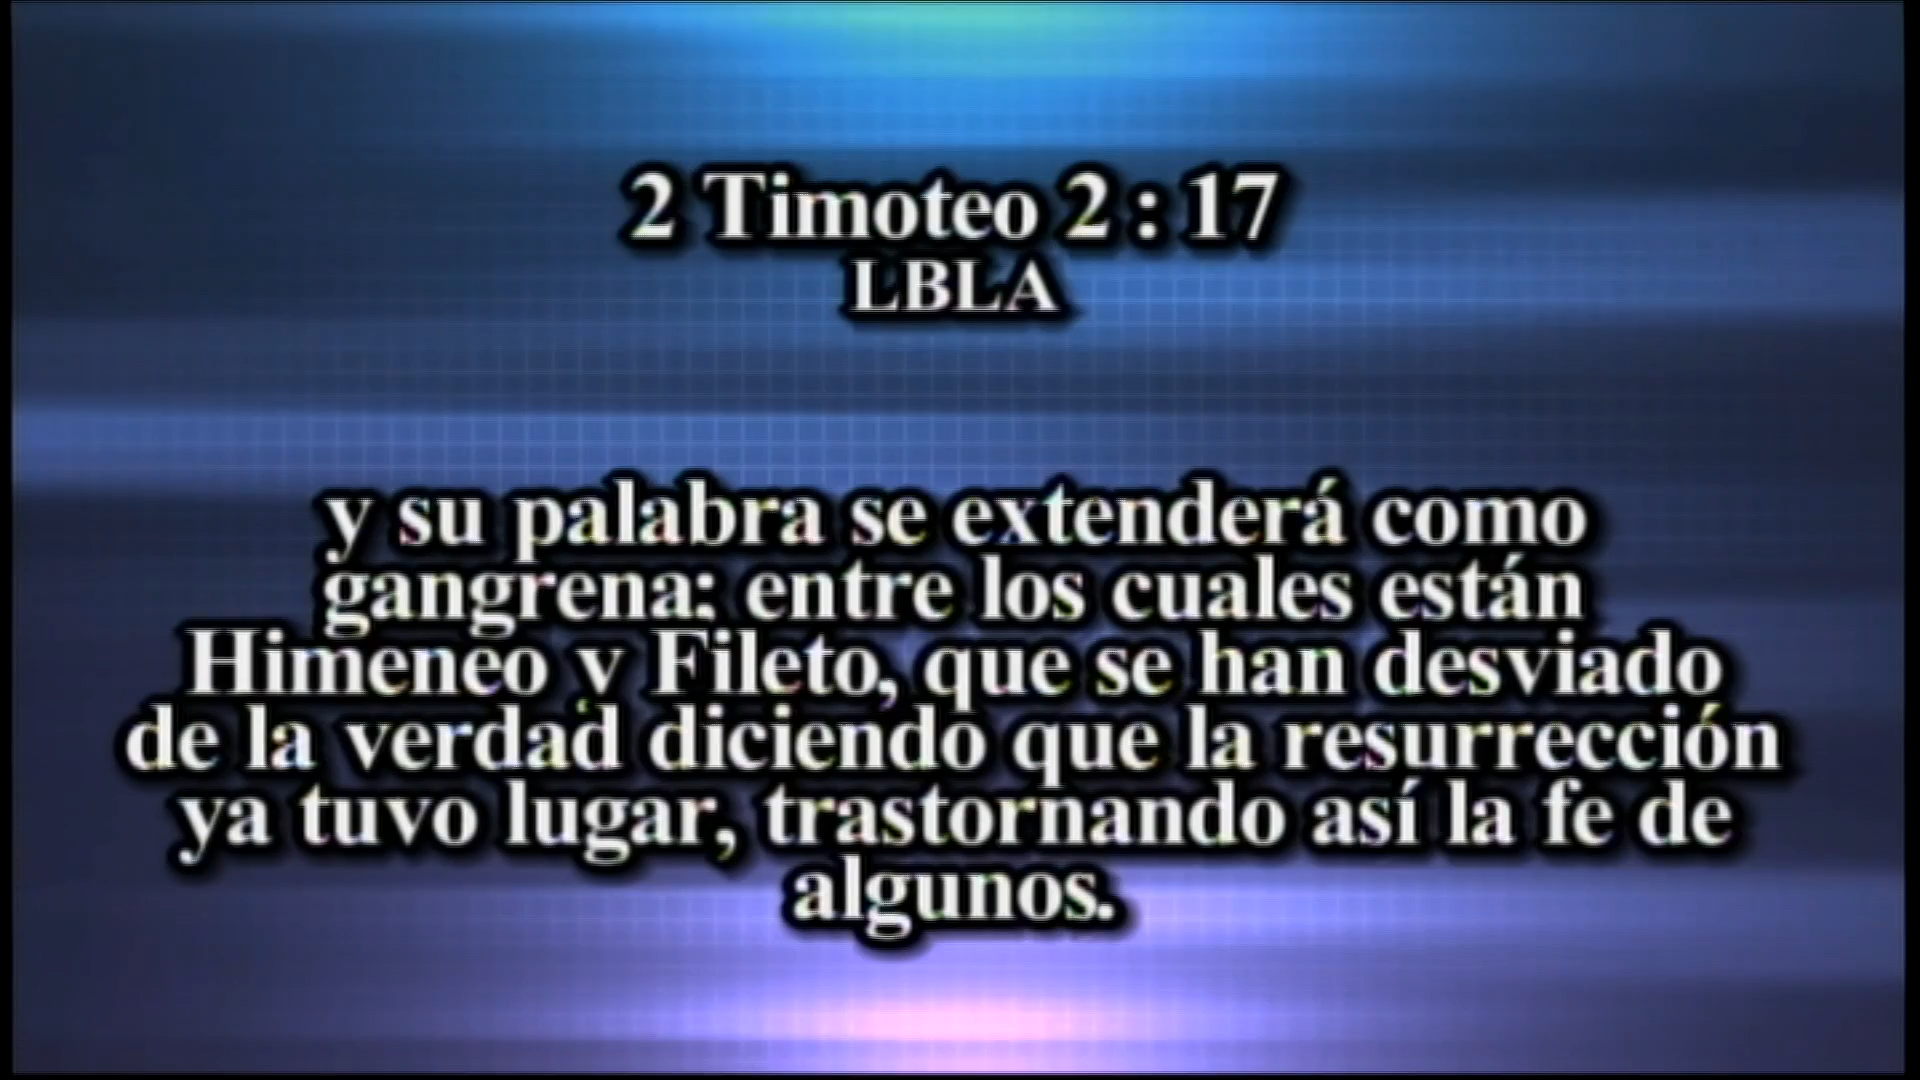 2 Timoteo 2 : 17
LBLA
y su palabra se extenderá como
gangrena; entre los cuales están
Himeneo y Fileto, que se han desviado
de la verdad diciendo que la resurrección
ya tuvo lugar, trastornando así la fe de
algunos.